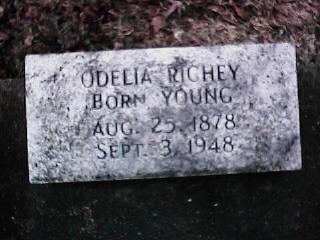 ODELIA RICHEY
BORN YOUNG
AUG. 25, 1878
SEPT. 3, 1948